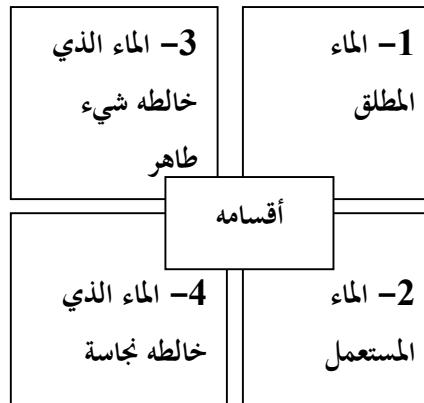 1– الماء
المطلق
3– الماء الذي
خالطه شيء
طاهر
أقسامه
2– الماء
المستعمل
4– الماء الذي
خالطه نجاسة